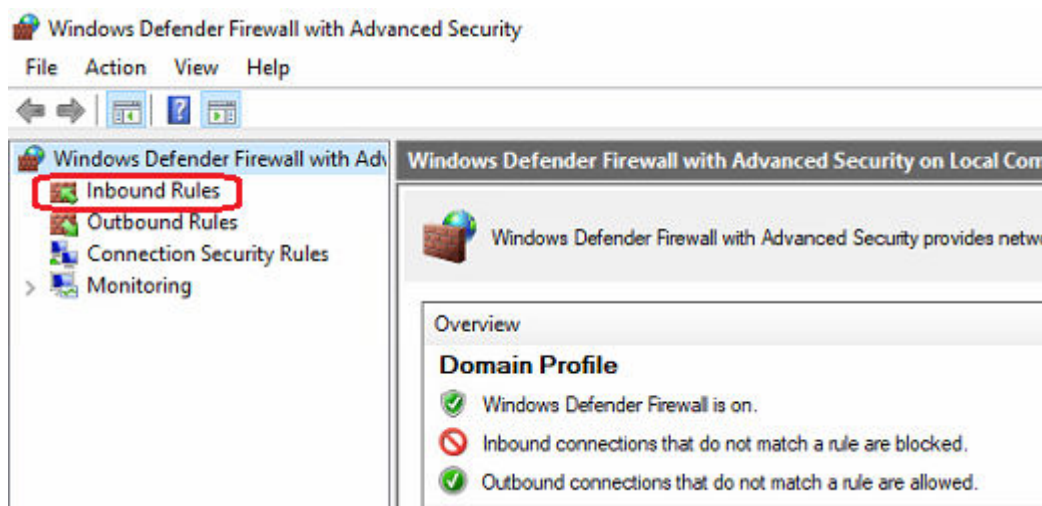 Windows Defender Firewall with Advanced Security
File Action View Help
Windows Defender Firewall with Adv
Inbound Rules
Outbound Rules
Connection Security Rules
Monitoring
Windows Defender Firewall with Advanced Security on Local Com
Windows Defender Firewall with Advanced Security provides netw
Overview
Domain Profile
Windows Defender Firewall is on.
Inbound connections that do not match a rule are blocked.
Outbound connections that do not match a rule are allowed.